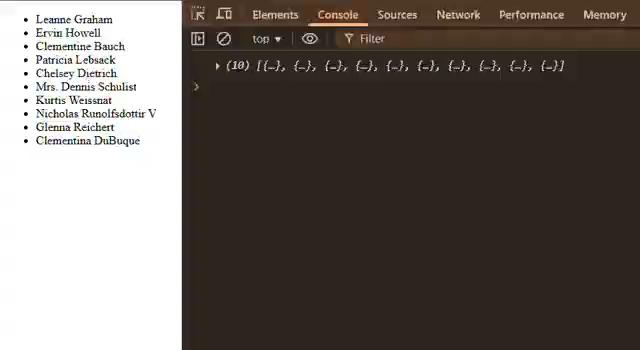 Leanne Graham
Ervin Howell
Clementine Bauch
Patricia Lebsack
Chelsey Dietrich
Mrs. Dennis Schulist
Kurtis Weissnat
Nicholas Runolfsdottir V
Glenna Reichert
Clementina DuBuque
Elements Console Sources Network Performance Memory
top Filter
(10) [{…}, {…}, {…}, {…}, {…}, {…}, {…}, {…}, {…}, {…}]